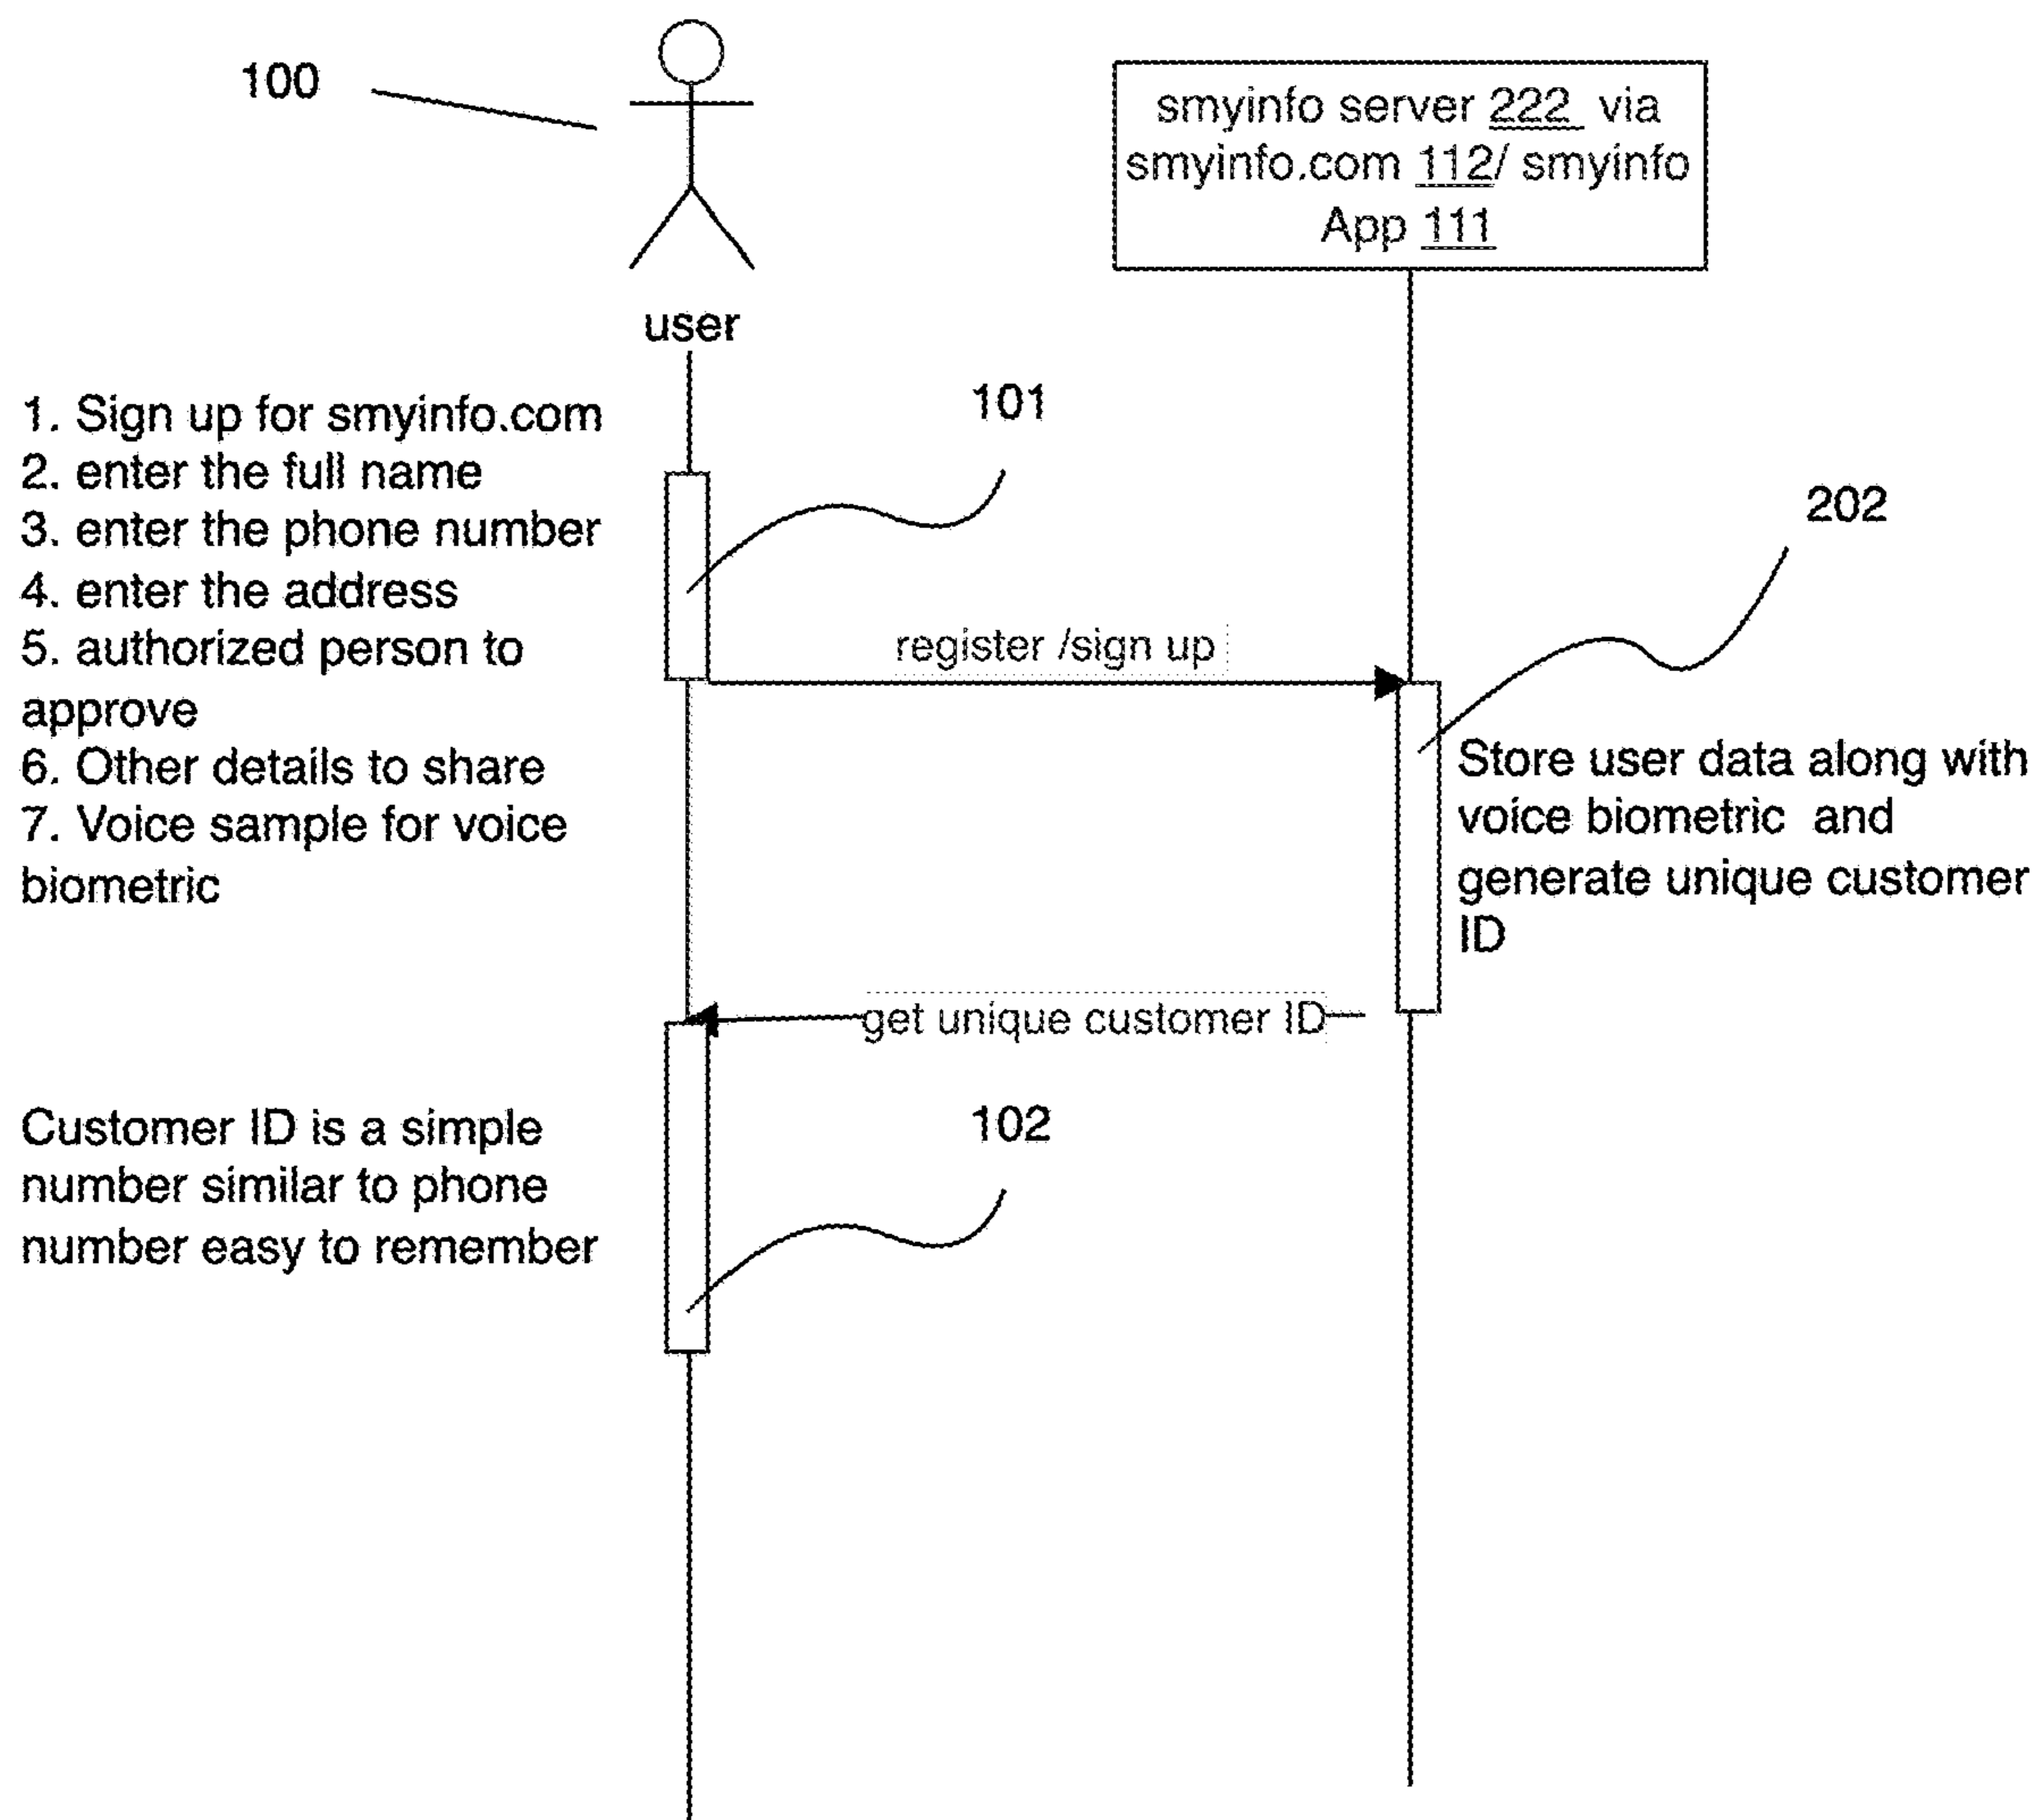 100
smyinfo server 222 via
smyinfo.com 112/ smyinfo
App 111
user
1. Sign up for smyinfo.com
2. enter the full name
3. enter the phone number
4. enter the address
5. authorized person to
approve
6. Other details to share
7. Voice sample for voice
biometric
101
202
register /sign up
Store user data along with
voice biometric and
generate unique customer
ID
get unique customer ID
Customer ID is a simple
number similar to phone
number easy to remember
102